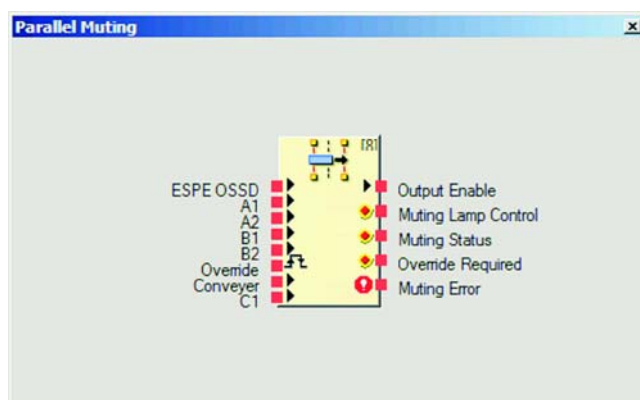 Parallel Muting
[8]
ESPE OSSD
A1
A2
B1
B2
Override
Conveyer
C1
Output Enable
Muting Lamp Control
Muting Status
Override Required
Muting Error